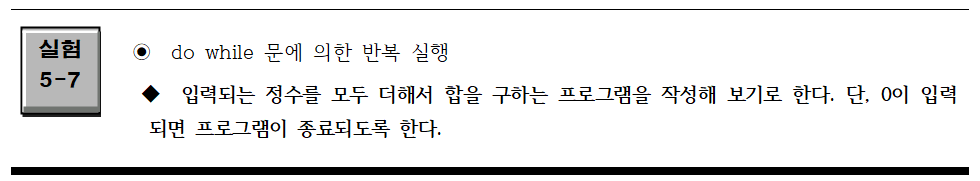 실험
5-7
◉ do while 문에 의한 반복 실행
◆ 입력되는 정수를 모두 더해서 합을 구하는 프로그램을 작성해 보기로 한다. 단, 0이 입력
되면 프로그램이 종료되도록 한다.